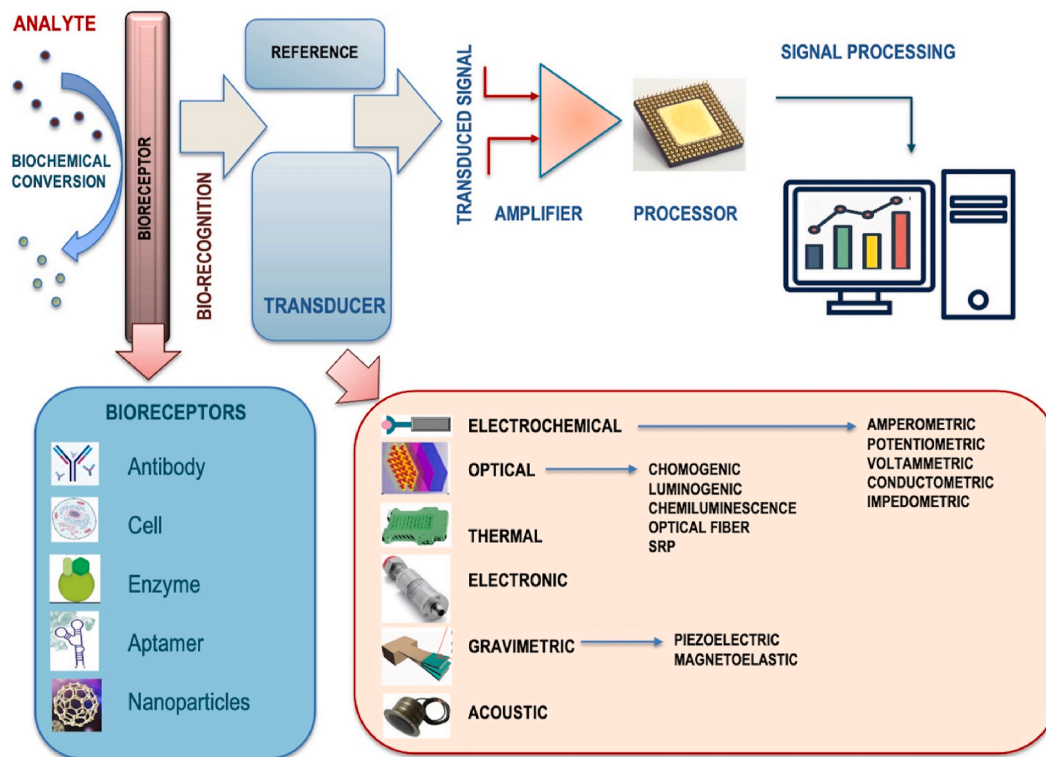 ANALYTE
BIOCHEMICAL
CONVERSION
BIORECEPTOR
BIO-RECOGNITION
REFERENCE
TRANSDUCER
TRANSDUCED SIGNAL
AMPLIFIER
PROCESSOR
SIGNAL PROCESSING
BIORECEPTORS
Antibody
Cell
Enzyme
Aptamer
Nanoparticles
ELECTROCHEMICAL
AMPEROMETRIC
POTENTIOMETRIC
VOLTAMMETRIC
CONDUCTOMETRIC
IMPEDOMETRIC
OPTICAL
CHOMOGENIC
LUMINOGENIC
CHEMILUMINESCENCE
OPTICAL FIBER
SRP
THERMAL
ELECTRONIC
GRAVIMETRIC
PIEZOELECTRIC
MAGNETOELASTIC
ACOUSTIC